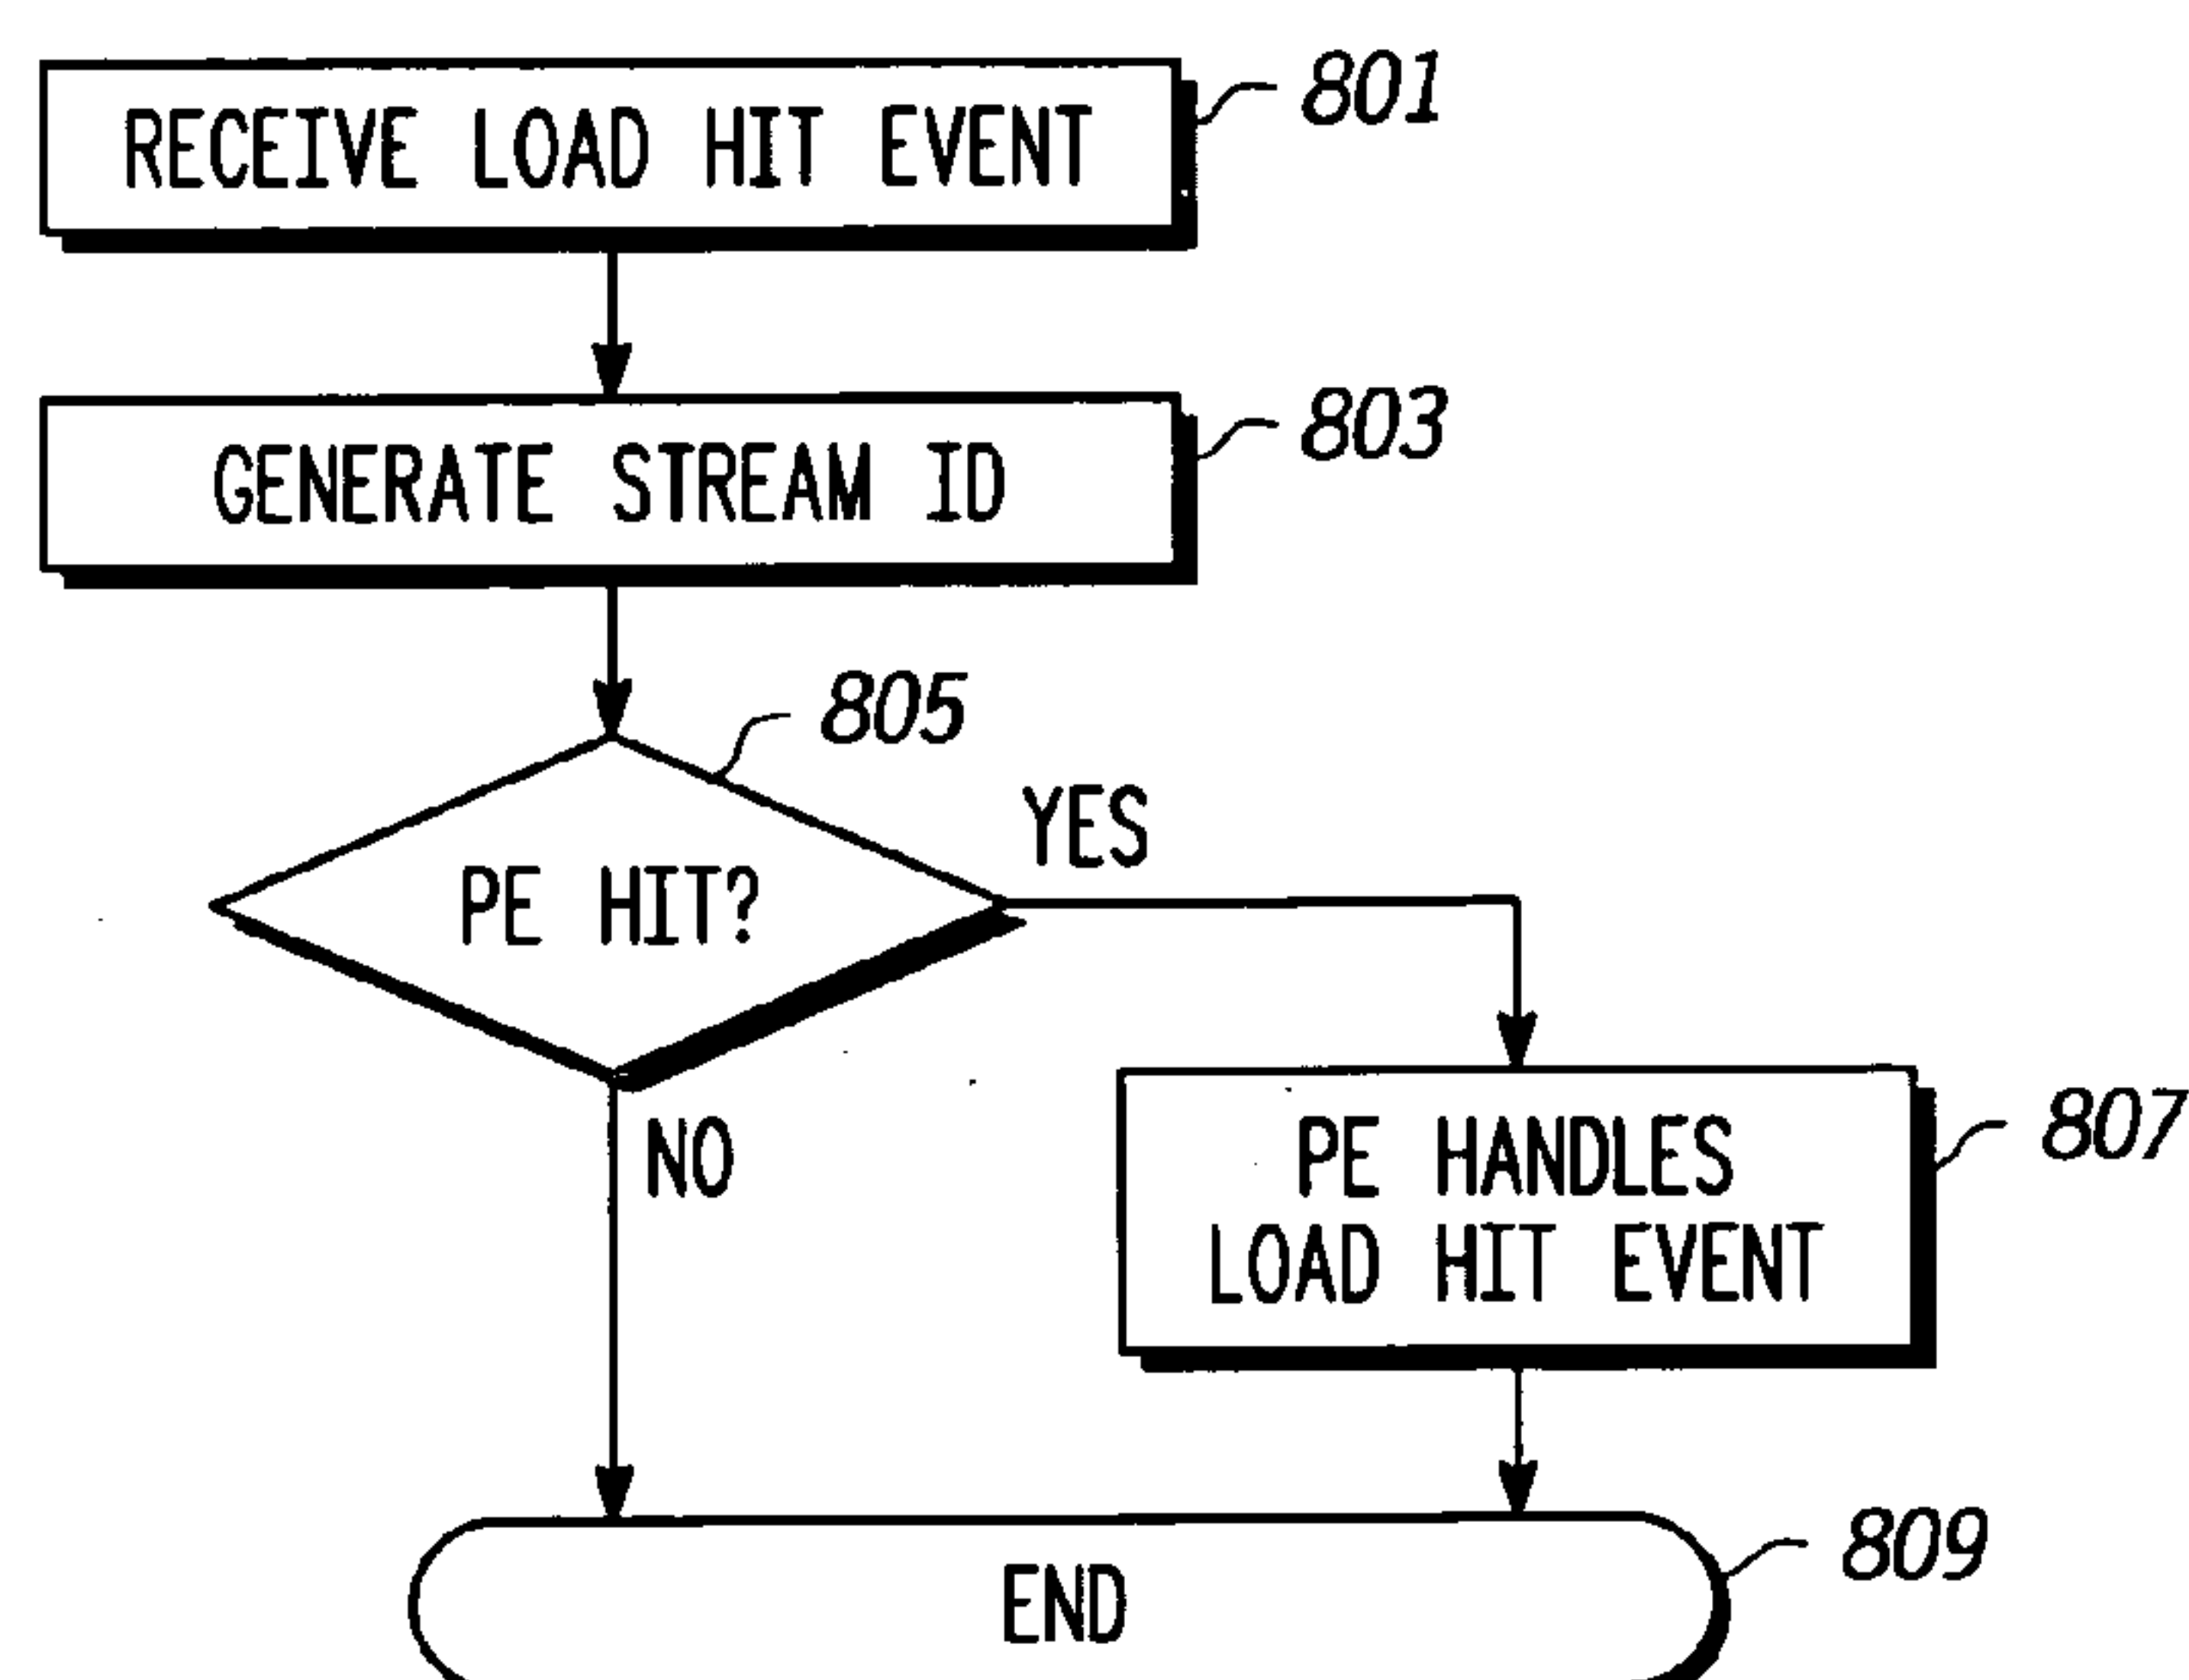 RECEIVE LOAD HIT EVENT
801
GENERATE STREAM ID
803
805
PE HIT?
YES
NO
PE HANDLES
LOAD HIT EVENT
807
END
809